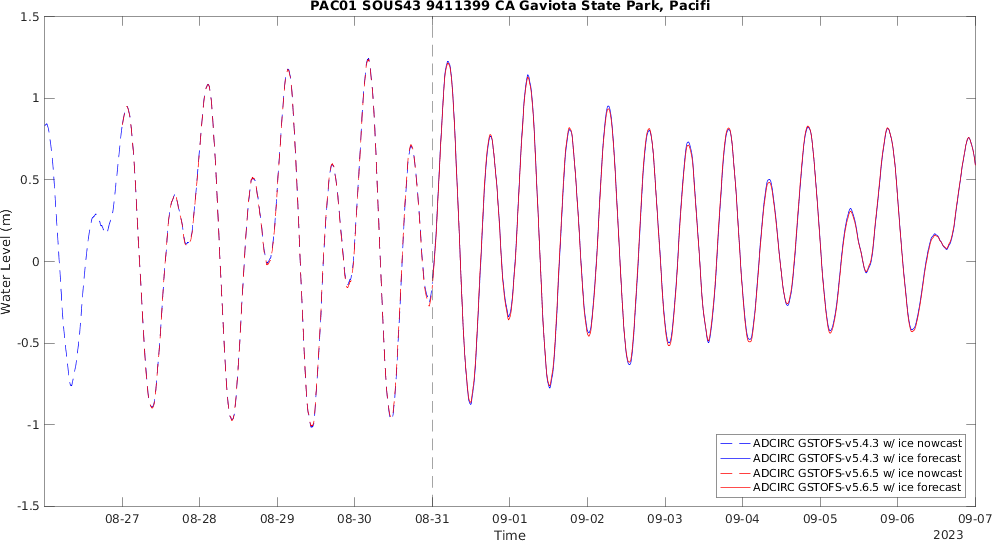 PAC01 SOUS43 9411399 CA Gaviota State Park, Pacifi
1.5
1
0.5
0
-0.5
-1
-1.5
Water Level (m)
ADCIRC GSTOFS-v5.4.3 w/ ice nowcast
ADCIRC GSTOFS-v5.4.3 w/ ice forecast
ADCIRC GSTOFS-v5.6.5 w/ ice nowcast
ADCIRC GSTOFS-v5.6.5 w/ ice forecast
08-27 08-28 08-29 08-30 08-31 09-01 09-02 09-03 09-04 09-05 09-06 09-07
Time
2023